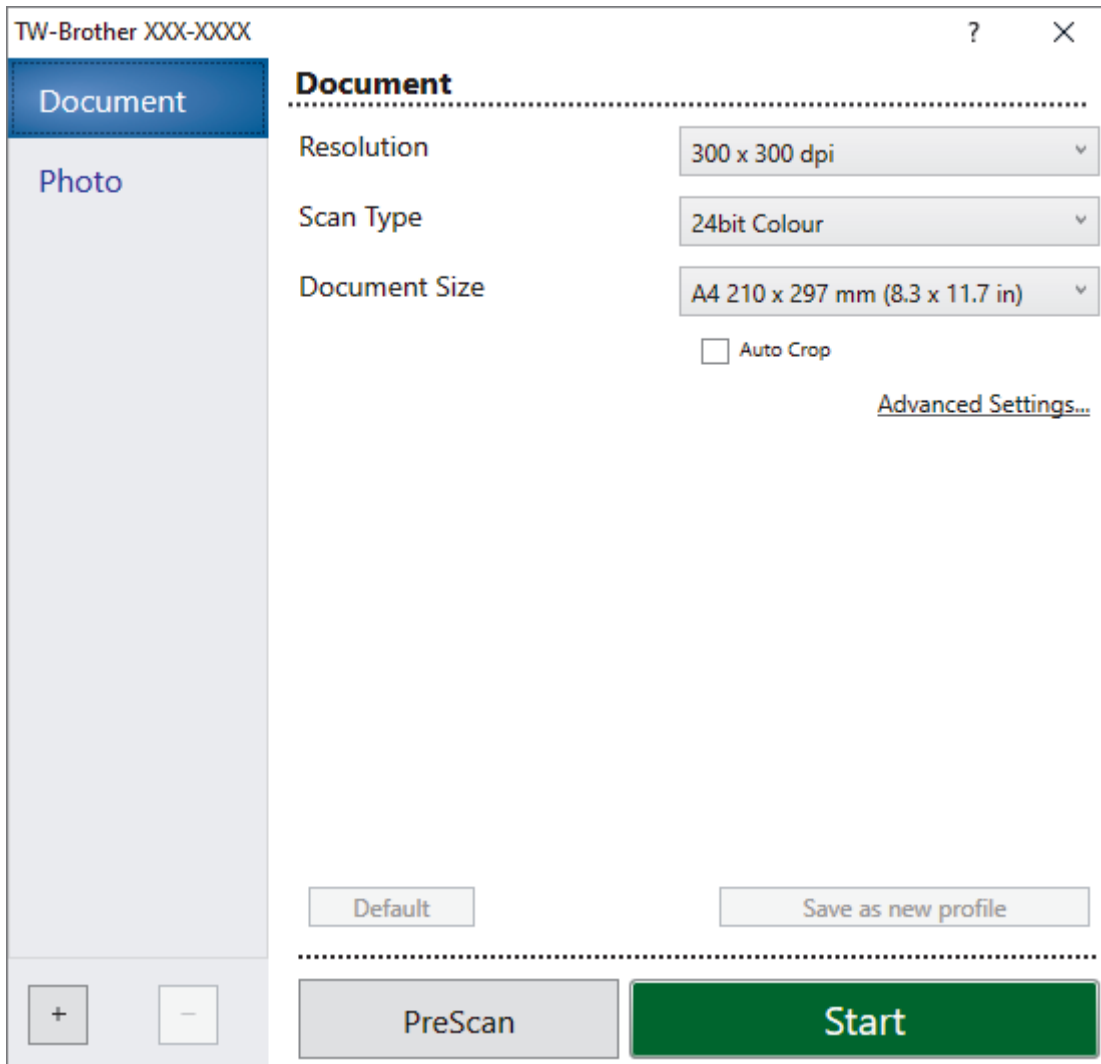 TW-Brother XXX-XXXX ? ×
Document
Photo
Document
Resolution 300 x 300 dpi
Scan Type 24bit Colour
Document Size A4 210 x 297 mm (8.3 x 11.7 in)
Auto Crop
Advanced Settings...
Default Save as new profile
+ − PreScan Start